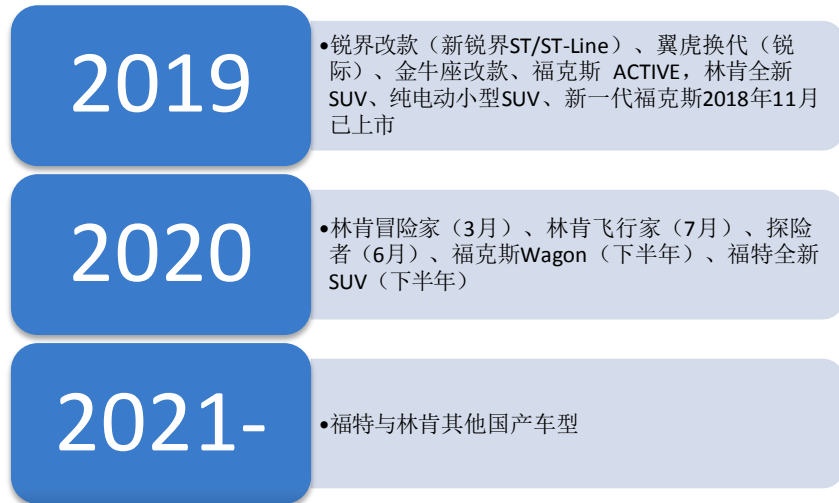 2019
•锐界改款（新锐界ST/ST-Line）、翼虎换代（锐
际）、金牛座改款、福克斯 ACTIVE，林肯全新
SUV、纯电动小型SUV、新一代福克斯2018年11月
已上市
2020
•林肯冒险家（3月）、林肯飞行家（7月）、探险
者（6月）、福克斯Wagon（下半年）、福特全新
SUV（下半年）
2021-
•福特与林肯其他国产车型